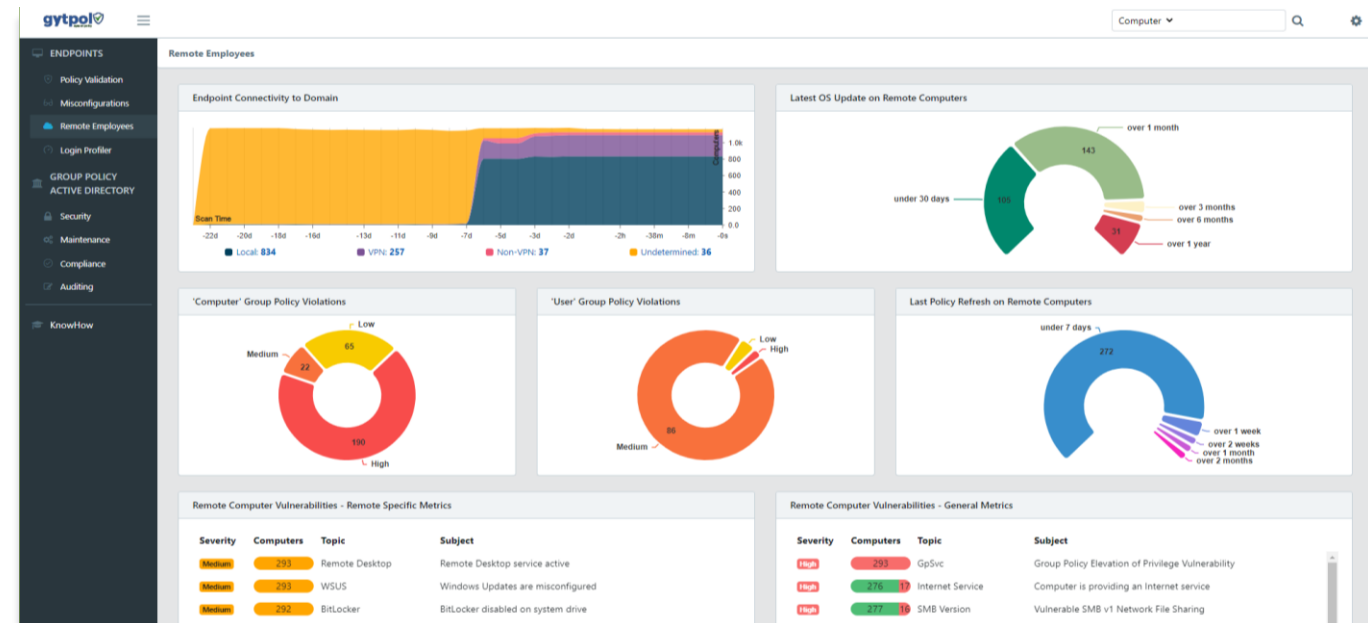 gytpol
Computer
ENDPOINTS
Policy Validation
Misconfigurations
Remote Employees
Login Profiler
GROUP POLICY
ACTIVE DIRECTORY
Security
Maintenance
Compliance
Auditing
KnowHow
Remote Employees
Endpoint Connectivity to Domain
Computers
1.0k
800
600
400
200
0.0
Scan Time
-22d -20d -18d -16d -13d -11d -9d -7d -5d -3d -2d -2h -30m -8m -0s
Local: 834 VPN: 257 Non-VPN: 37 Undetermined: 36
Latest OS Update on Remote Computers
over 1 month
143
under 30 days
105
over 3 months
over 6 months
31
over 1 year
'Computer' Group Policy Violations
Low
65
Medium
22
190
High
'User' Group Policy Violations
Low
High
86
Medium
Last Policy Refresh on Remote Computers
under 7 days
272
over 1 week
over 2 weeks
over 1 month
over 2 months
Remote Computer Vulnerabilities - Remote Specific Metrics
Severity Computers Topic Subject
Medium 293 Remote Desktop Remote Desktop service active
Medium 293 WSUS Windows Updates are misconfigured
Medium 292 BitLocker BitLocker disabled on system drive
Remote Computer Vulnerabilities - General Metrics
Severity Computers Topic Subject
High 293 GpSvc Group Policy Elevation of Privilege Vulnerability
High 276 17 Internet Service Computer is providing an Internet service
High 277 16 SMB Version Vulnerable SMB v1 Network File Sharing